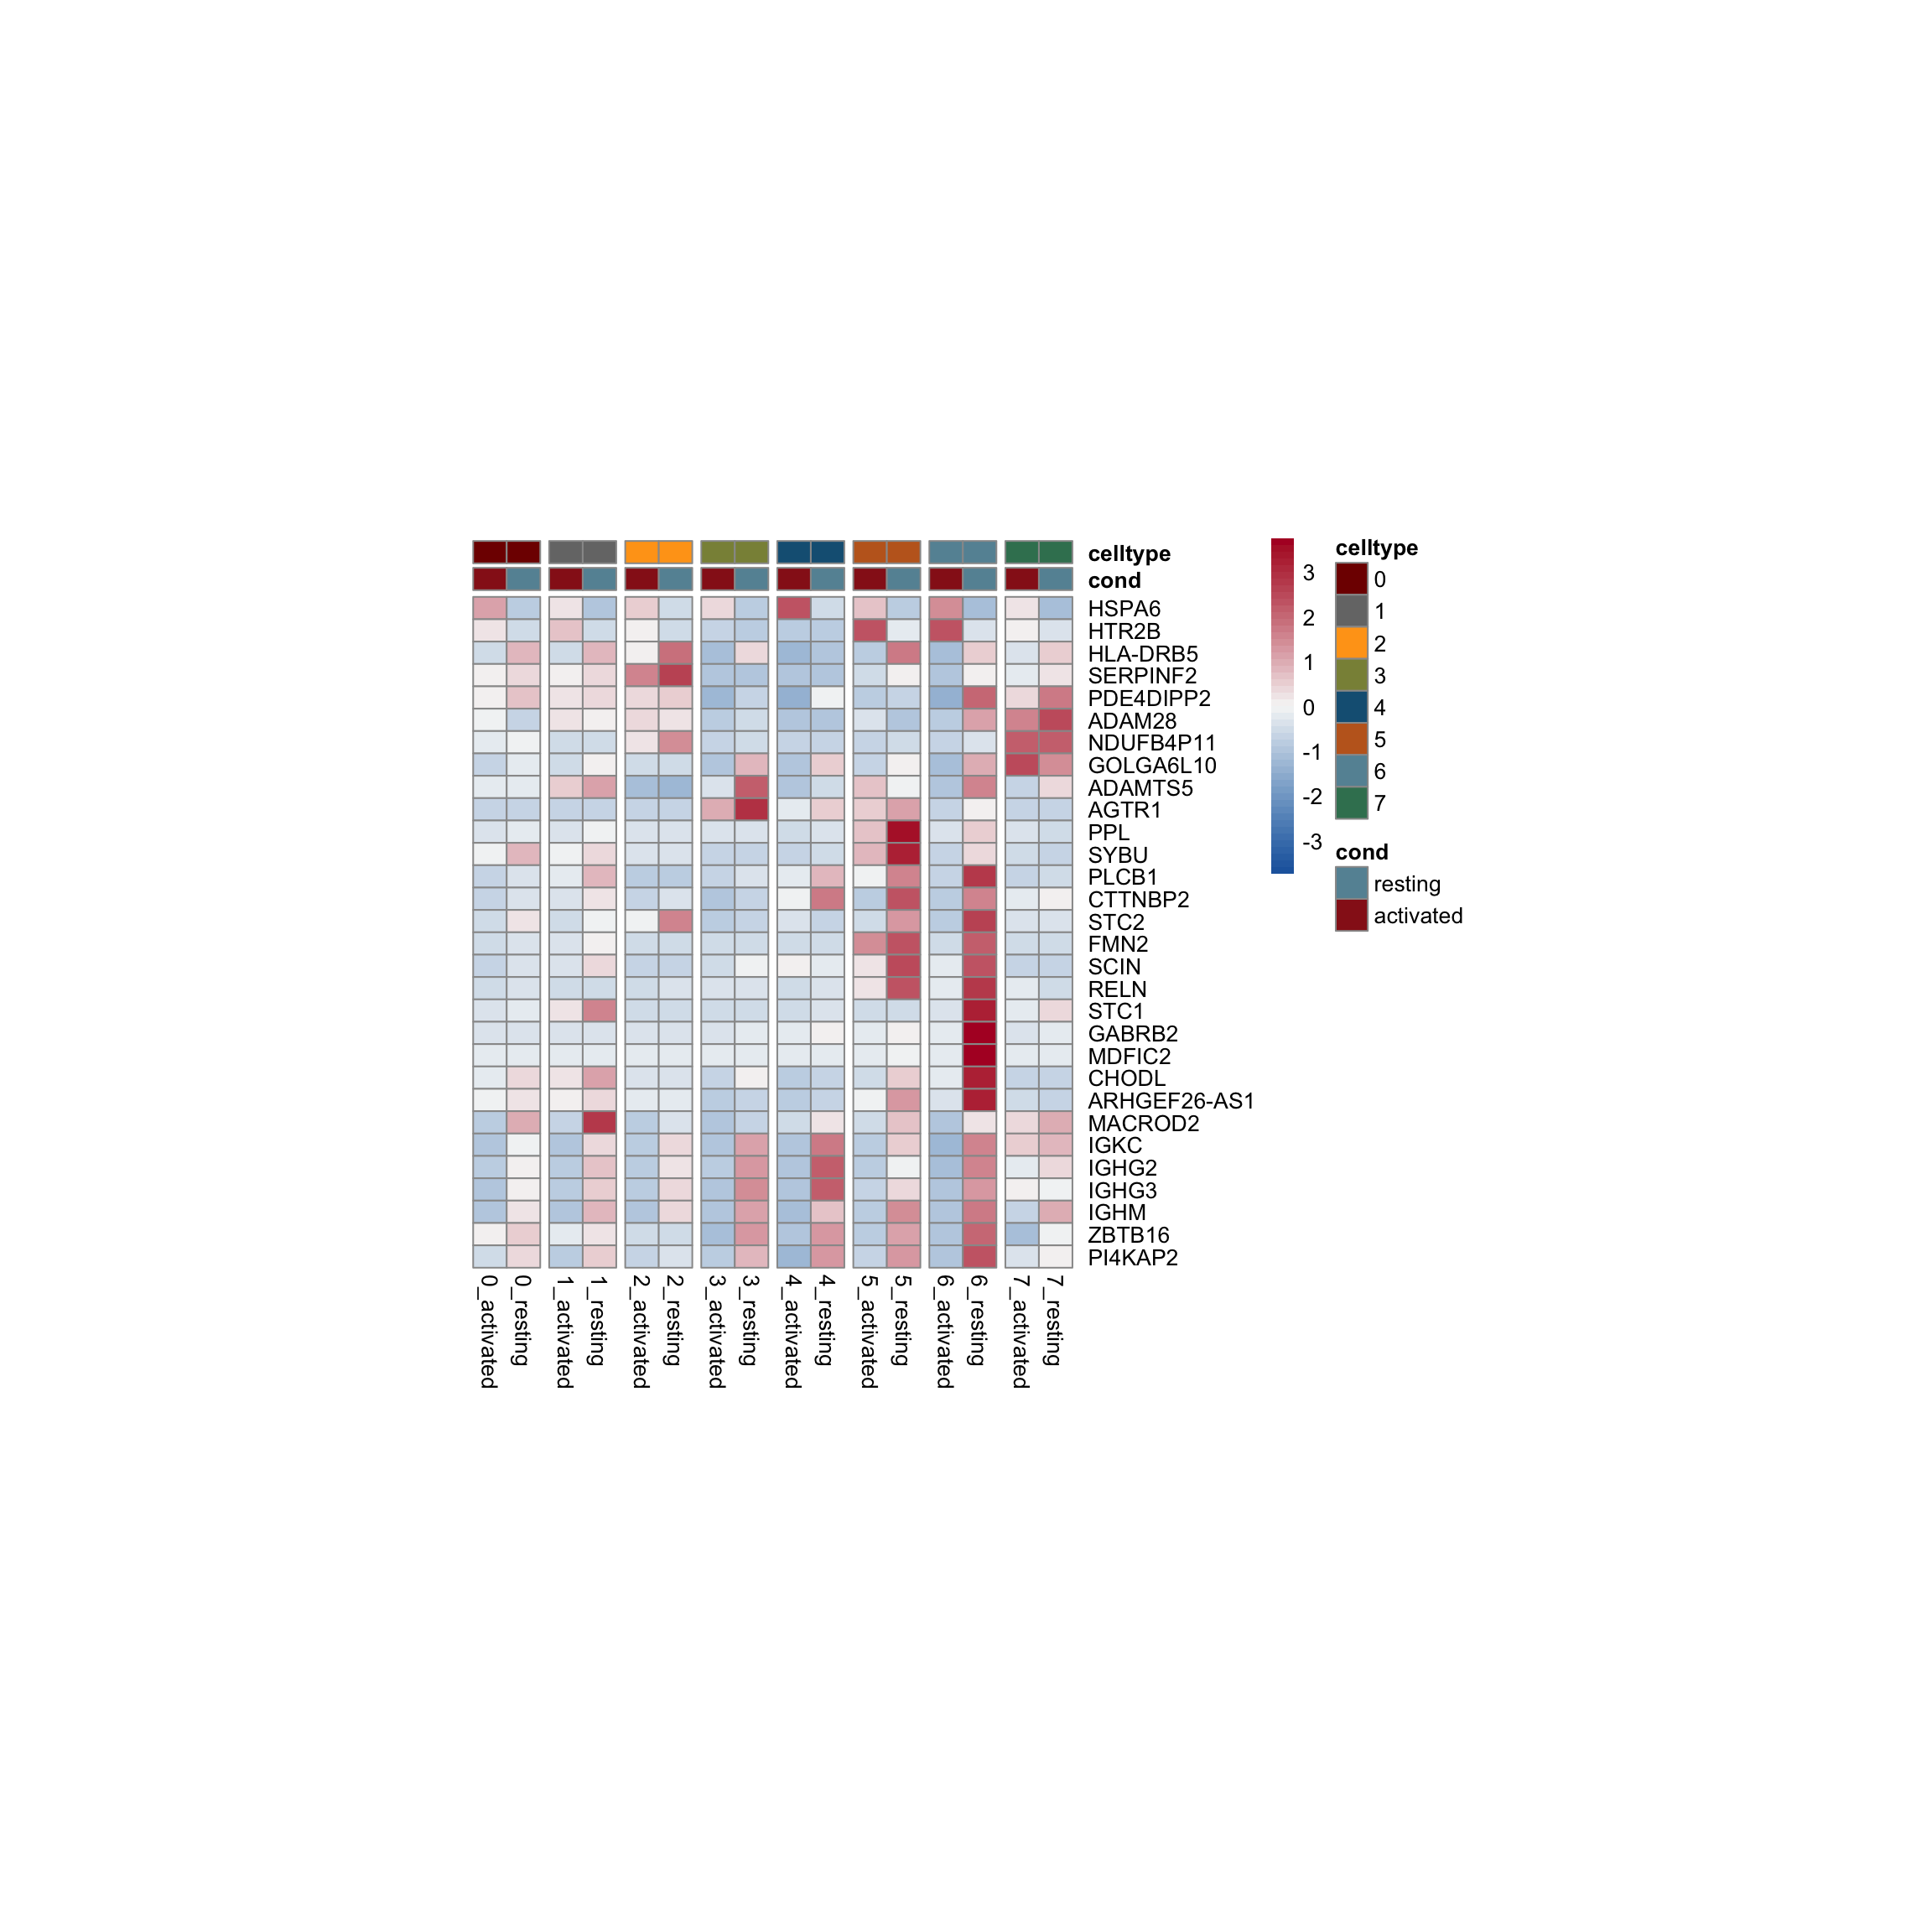 celltype
cond
HSPA6
HTR2B
HLA-DRB5
SERPINF2
PDE4DIPP2
ADAM28
NDUFB4P11
GOLGA6L10
ADAMTS5
AGTR1
PPL
SYBU
PLCB1
CTTNBP2
STC2
FMN2
SCIN
RELN
STC1
GABRB2
MDFIC2
CHODL
ARHGEF26-AS1
MACROD2
IGKC
IGHG2
IGHG3
IGHM
ZBTB16
PI4KAP2
0_activated
0_resting
1_activated
1_resting
2_activated
2_resting
3_activated
3_resting
4_activated
4_resting
5_activated
5_resting
6_activated
6_resting
7_activated
7_resting
3
2
1
0
-1
-2
-3
celltype
0
1
2
3
4
5
6
7
cond
resting
activated